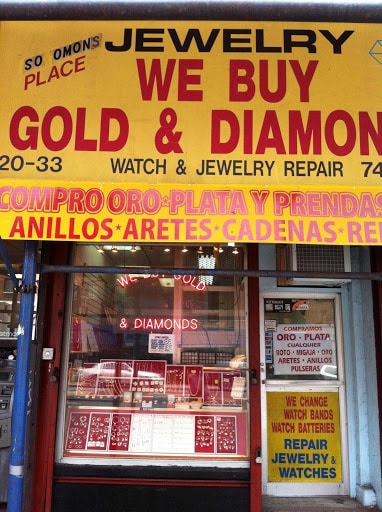 SO OMON'S
PLACE
JEWELRY
WE BUY
GOLD & DIAMON
20-33 WATCH & JEWELRY REPAIR 74
COMPRO ORO★PLATA Y PRENDAS
ANILLOS★ARETES★CADENAS★RE
WE BUY GOLD
& DIAMONDS
COMPRAMOS
ORO - PLATA
CUALQUIER
ROTO - MIGAJA - ORO
ARETES - ANILLOS
PULSERAS
WE CHANGE
WATCH BANDS
WATCH BATTERIES
REPAIR
JEWELRY &
WATCHES